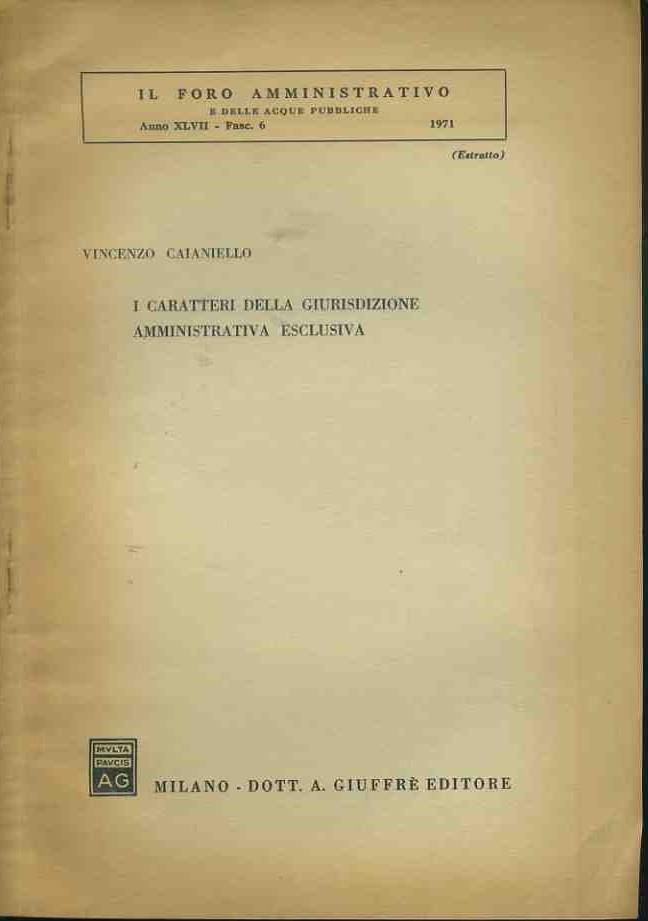 IL FORO AMMINISTRATIVO
E DELLE ACQUE PUBBLICHE
Anno XLVII - Fasc. 6 1971
(Estratto)
VINCENZO CAIANIELLO
I CARATTERI DELLA GIURISDIZIONE
AMMINISTRATIVA ESCLUSIVA
MVLTA
PAVCIS
AG
MILANO - DOTT. A. GIUFFRÈ EDITORE